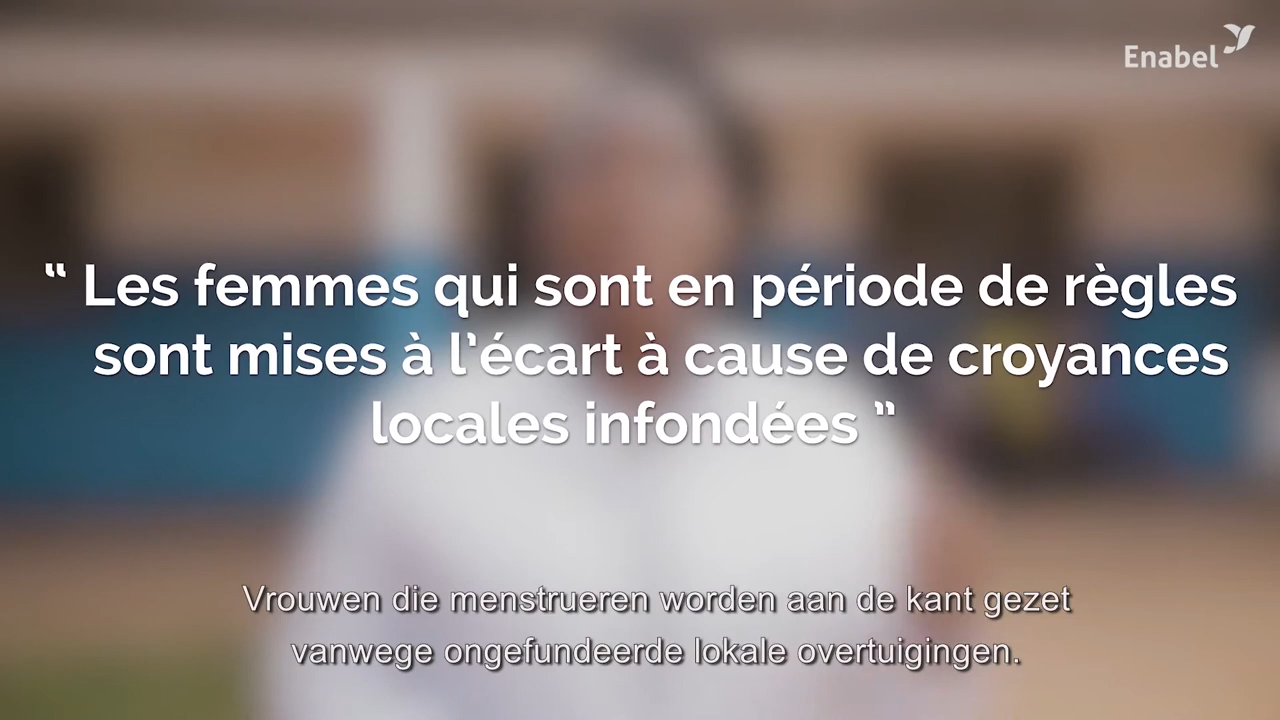 Enabel
‟ Les femmes qui sont en période de règles
sont mises à l’écart à cause de croyances
locales infondées ”
Vrouwen die menstrueren worden aan de kant gezet
vanwege ongefundeerde lokale overtuigingen.